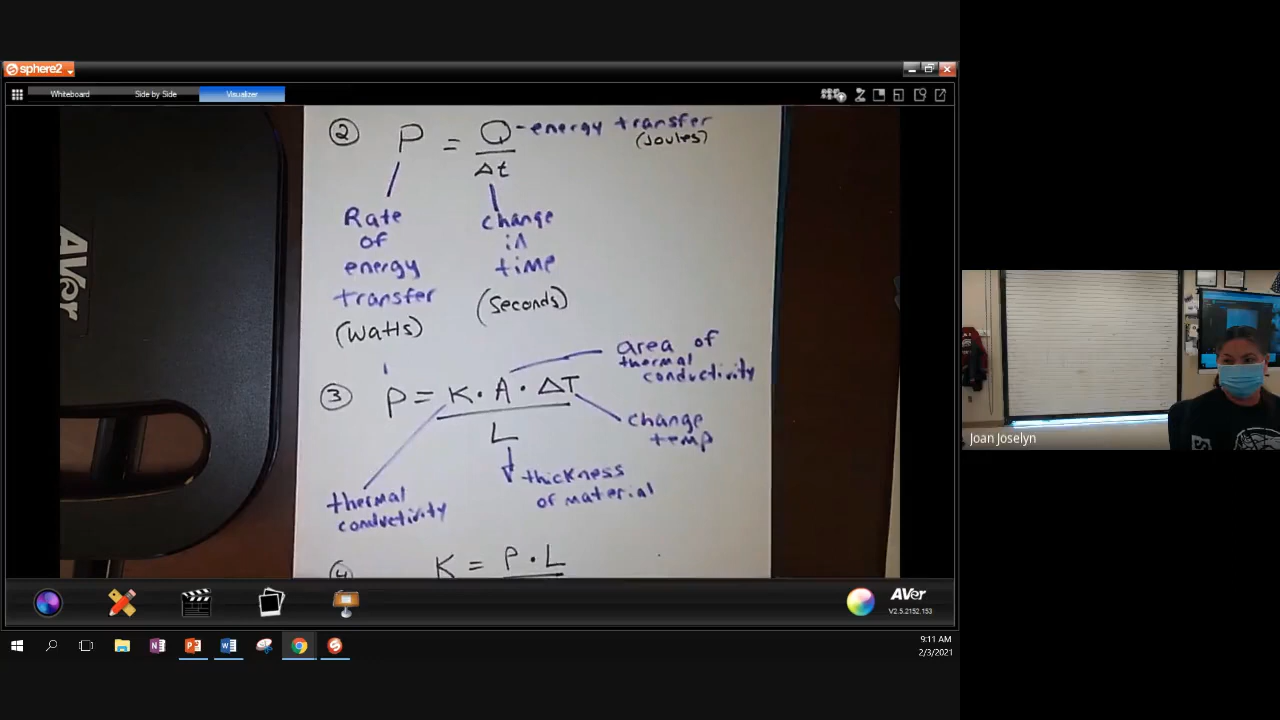 sphere2
Whiteboard
Side by Side
Visualizer
② P = Q - energy transfer
(Joules)
Δt
Rate
of
energy
transfer
(Watts)
change
in
time
(seconds)
③ P = K · A · ΔT
L
area of
thermal
conductivity
change
temp
thickness
of material
thermal
conductivity
④ K = P · L
AVer
AVer
V2.5.2152.153
9:11 AM
2/3/2021
Joan Joselyn